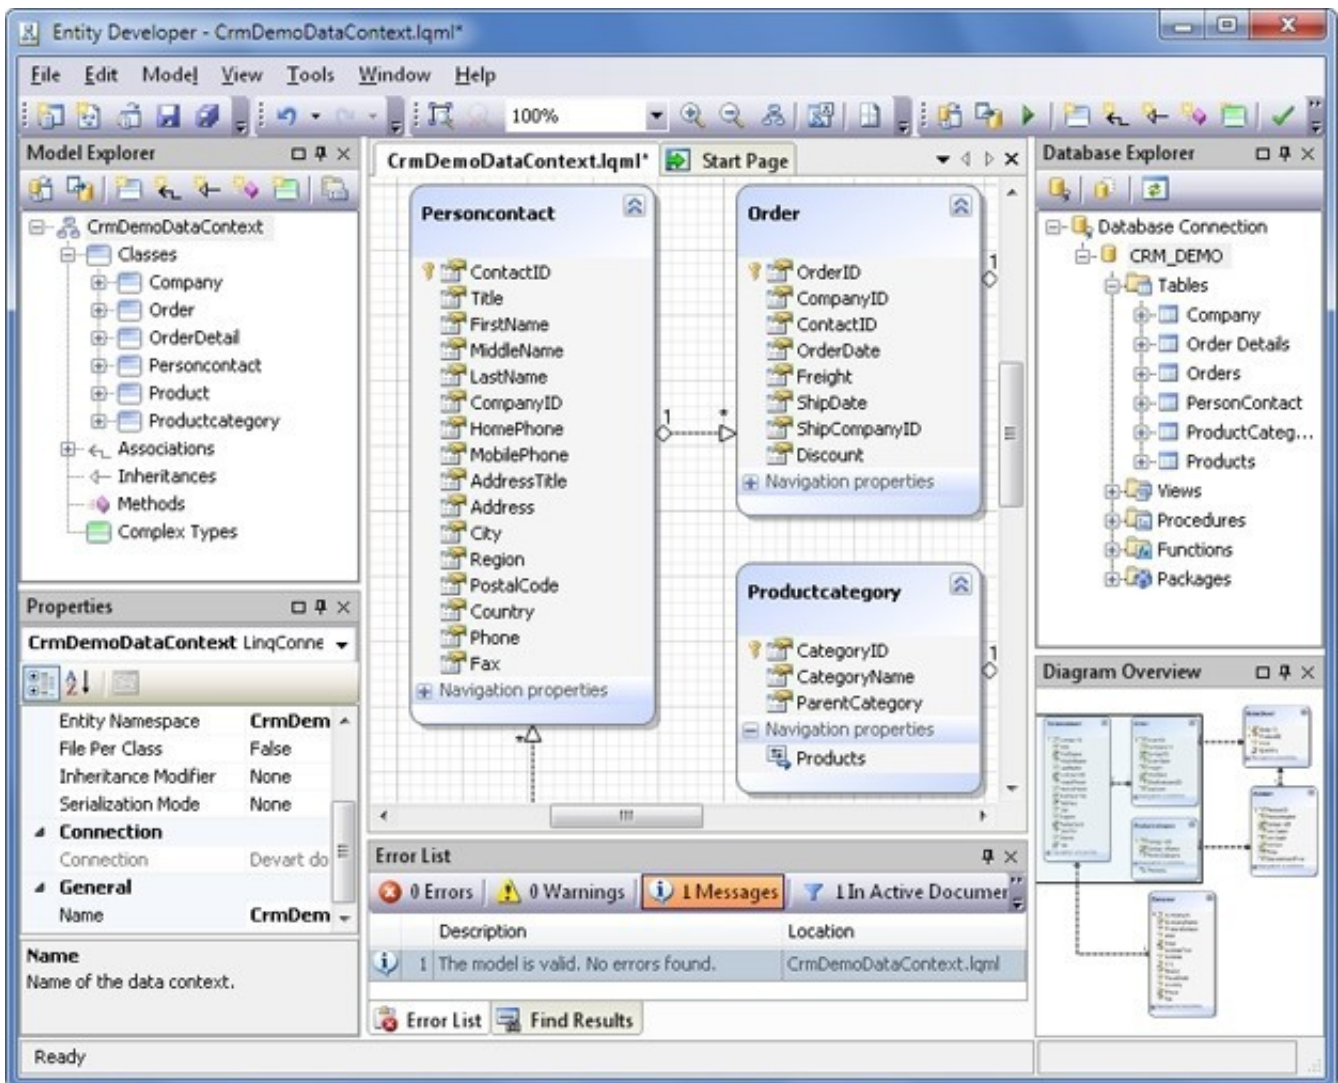 Entity Developer - CrmDemoDataContext.lqml*
File Edit Model View Tools Window Help
100%
Model Explorer
CrmDemoDataContext
Classes
Company
Order
OrderDetail
Personcontact
Product
Productcategory
Associations
Inheritances
Methods
Complex Types
Properties
CrmDemoDataContext LinqConne
Entity Namespace CrmDem
File Per Class False
Inheritance Modifier None
Serialization Mode None
Connection
Connection Devart do
General
Name CrmDem
Name
Name of the data context.
CrmDemoDataContext.lqml* Start Page
Personcontact
ContactID
Title
FirstName
MiddleName
LastName
CompanyID
HomePhone
MobilePhone
AddressTitle
Address
City
Region
PostalCode
Country
Phone
Fax
Navigation properties
1 *
*
Order
OrderID
CompanyID
ContactID
OrderDate
Freight
ShipDate
ShipCompanyID
Discount
Navigation properties
1
Productcategory
CategoryID
CategoryName
ParentCategory
Navigation properties
Products
1
Error List
0 Errors 0 Warnings 1 Messages 1 In Active Documer
Description Location
1 The model is valid. No errors found. CrmDemoDataContext.lqml
Error List Find Results
Database Explorer
Database Connection
CRM_DEMO
Tables
Company
Order Details
Orders
PersonContact
ProductCateg...
Products
Views
Procedures
Functions
Packages
Diagram Overview
Ready